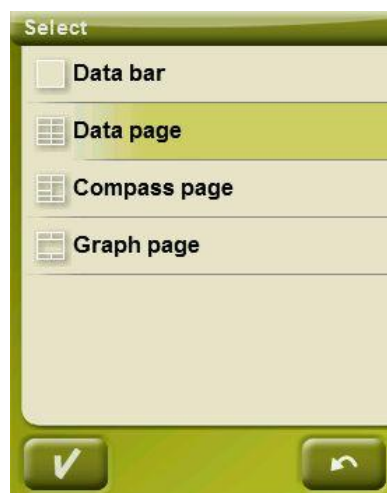 Select
Data bar
Data page
Compass page
Graph page